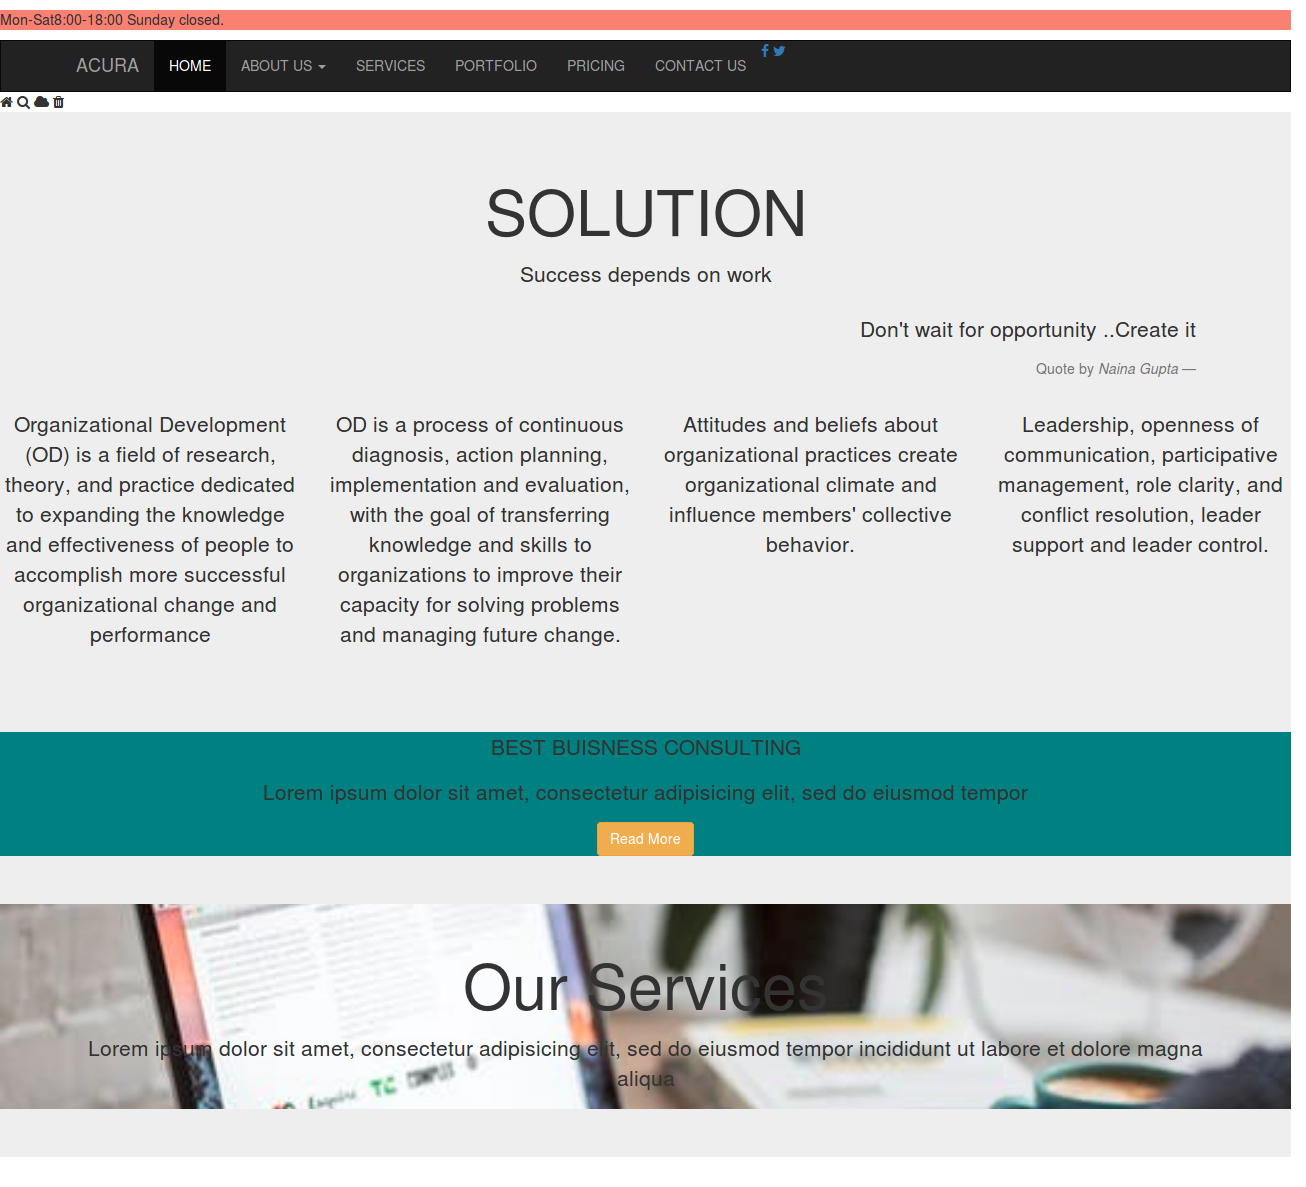 Mon-Sat8:00-18:00 Sunday closed.
ACURA HOME ABOUT US SERVICES PORTFOLIO PRICING CONTACT US
SOLUTION
Success depends on work
Don't wait for opportunity ..Create it
Quote by Naina Gupta —
Organizational Development
(OD) is a field of research,
theory, and practice dedicated
to expanding the knowledge
and effectiveness of people to
accomplish more successful
organizational change and
performance
OD is a process of continuous
diagnosis, action planning,
implementation and evaluation,
with the goal of transferring
knowledge and skills to
organizations to improve their
capacity for solving problems
and managing future change.
Attitudes and beliefs about
organizational practices create
organizational climate and
influence members' collective
behavior.
Leadership, openness of
communication, participative
management, role clarity, and
conflict resolution, leader
support and leader control.
BEST BUISNESS CONSULTING
Lorem ipsum dolor sit amet, consectetur adipisicing elit, sed do eiusmod tempor
Read More
Our Services
Lorem ipsum dolor sit amet, consectetur adipisicing elit, sed do eiusmod tempor incididunt ut labore et dolore magna
aliqua